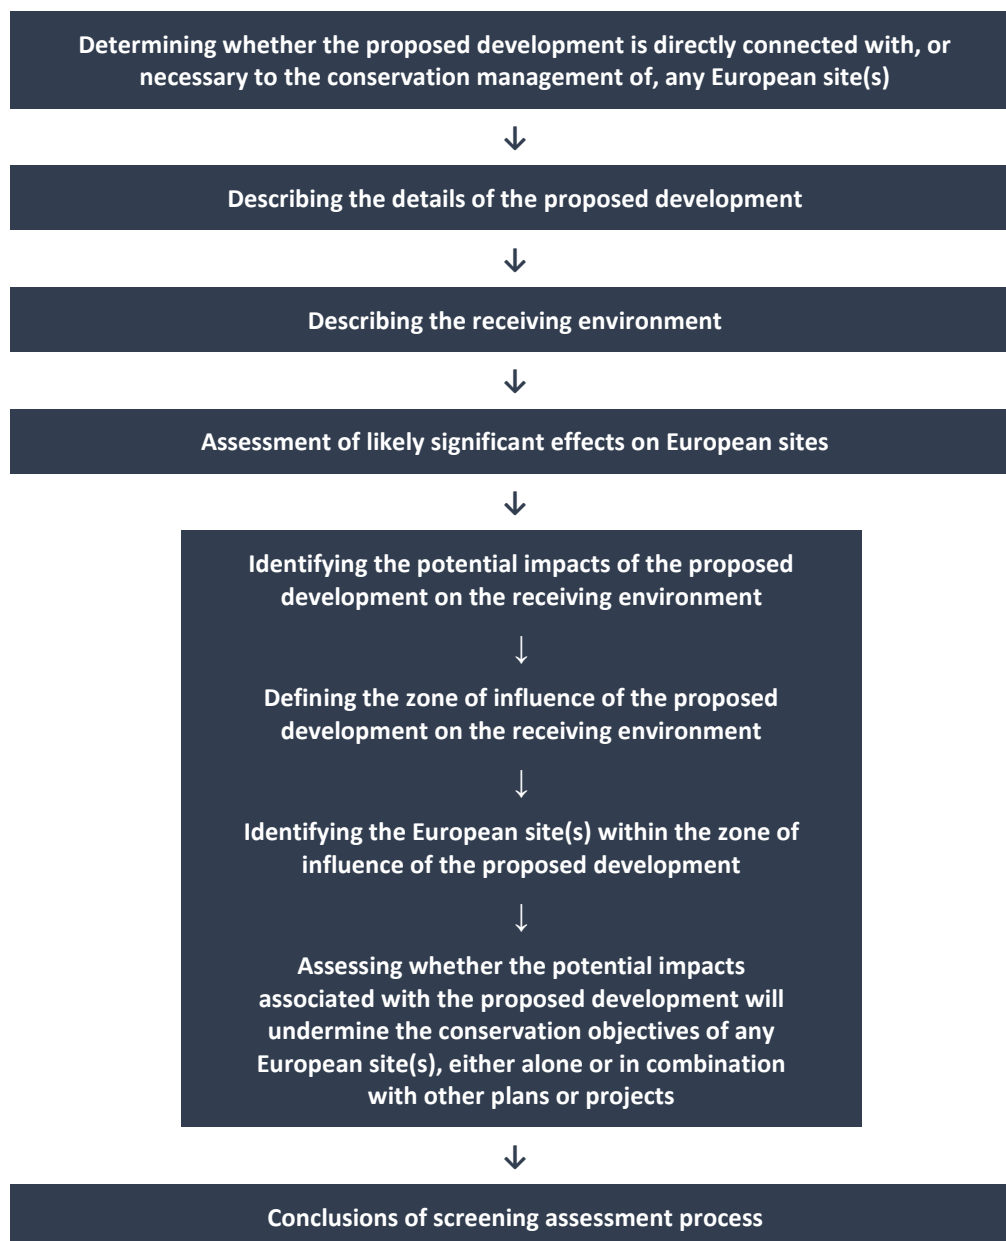 Determining whether the proposed development is directly connected with, or
necessary to the conservation management of, any European site(s)
↓
Describing the details of the proposed development
↓
Describing the receiving environment
↓
Assessment of likely significant effects on European sites
↓
Identifying the potential impacts of the proposed
development on the receiving environment
↓
Defining the zone of influence of the proposed
development on the receiving environment
↓
Identifying the European site(s) within the zone of
influence of the proposed development
↓
Assessing whether the potential impacts
associated with the proposed development will
undermine the conservation objectives of any
European site(s), either alone or in combination
with other plans or projects
↓
Conclusions of screening assessment process